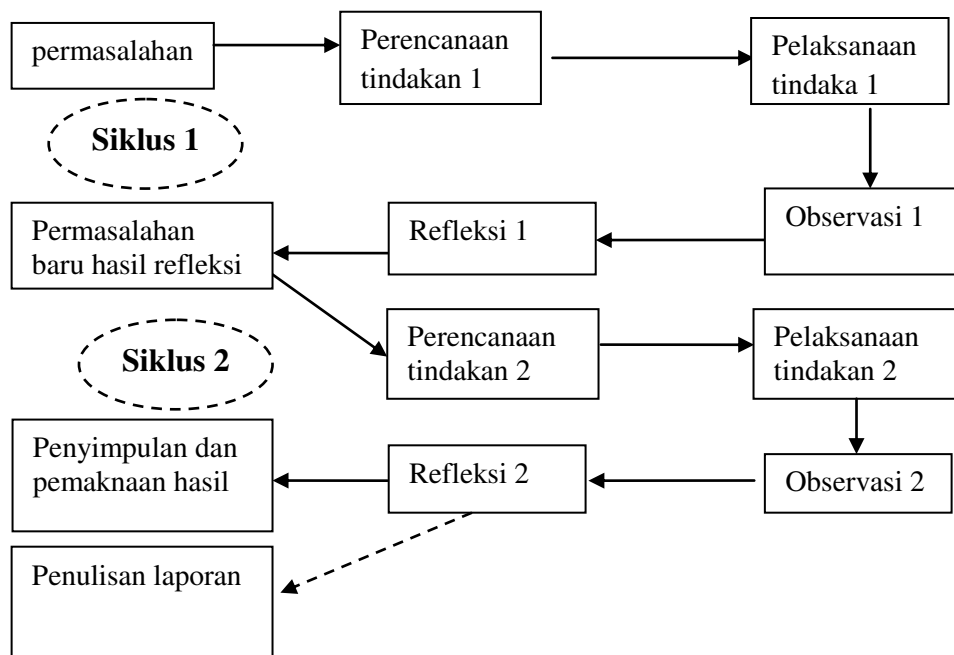 permasalahan
Perencanaan
tindakan 1
Pelaksanaan
tindaka 1
Siklus 1
Permasalahan
baru hasil refleksi
Refleksi 1
Observasi 1
Siklus 2
Perencanaan
tindakan 2
Pelaksanaan
tindakan 2
Penyimpulan dan
pemaknaan hasil
Refleksi 2
Observasi 2
Penulisan laporan